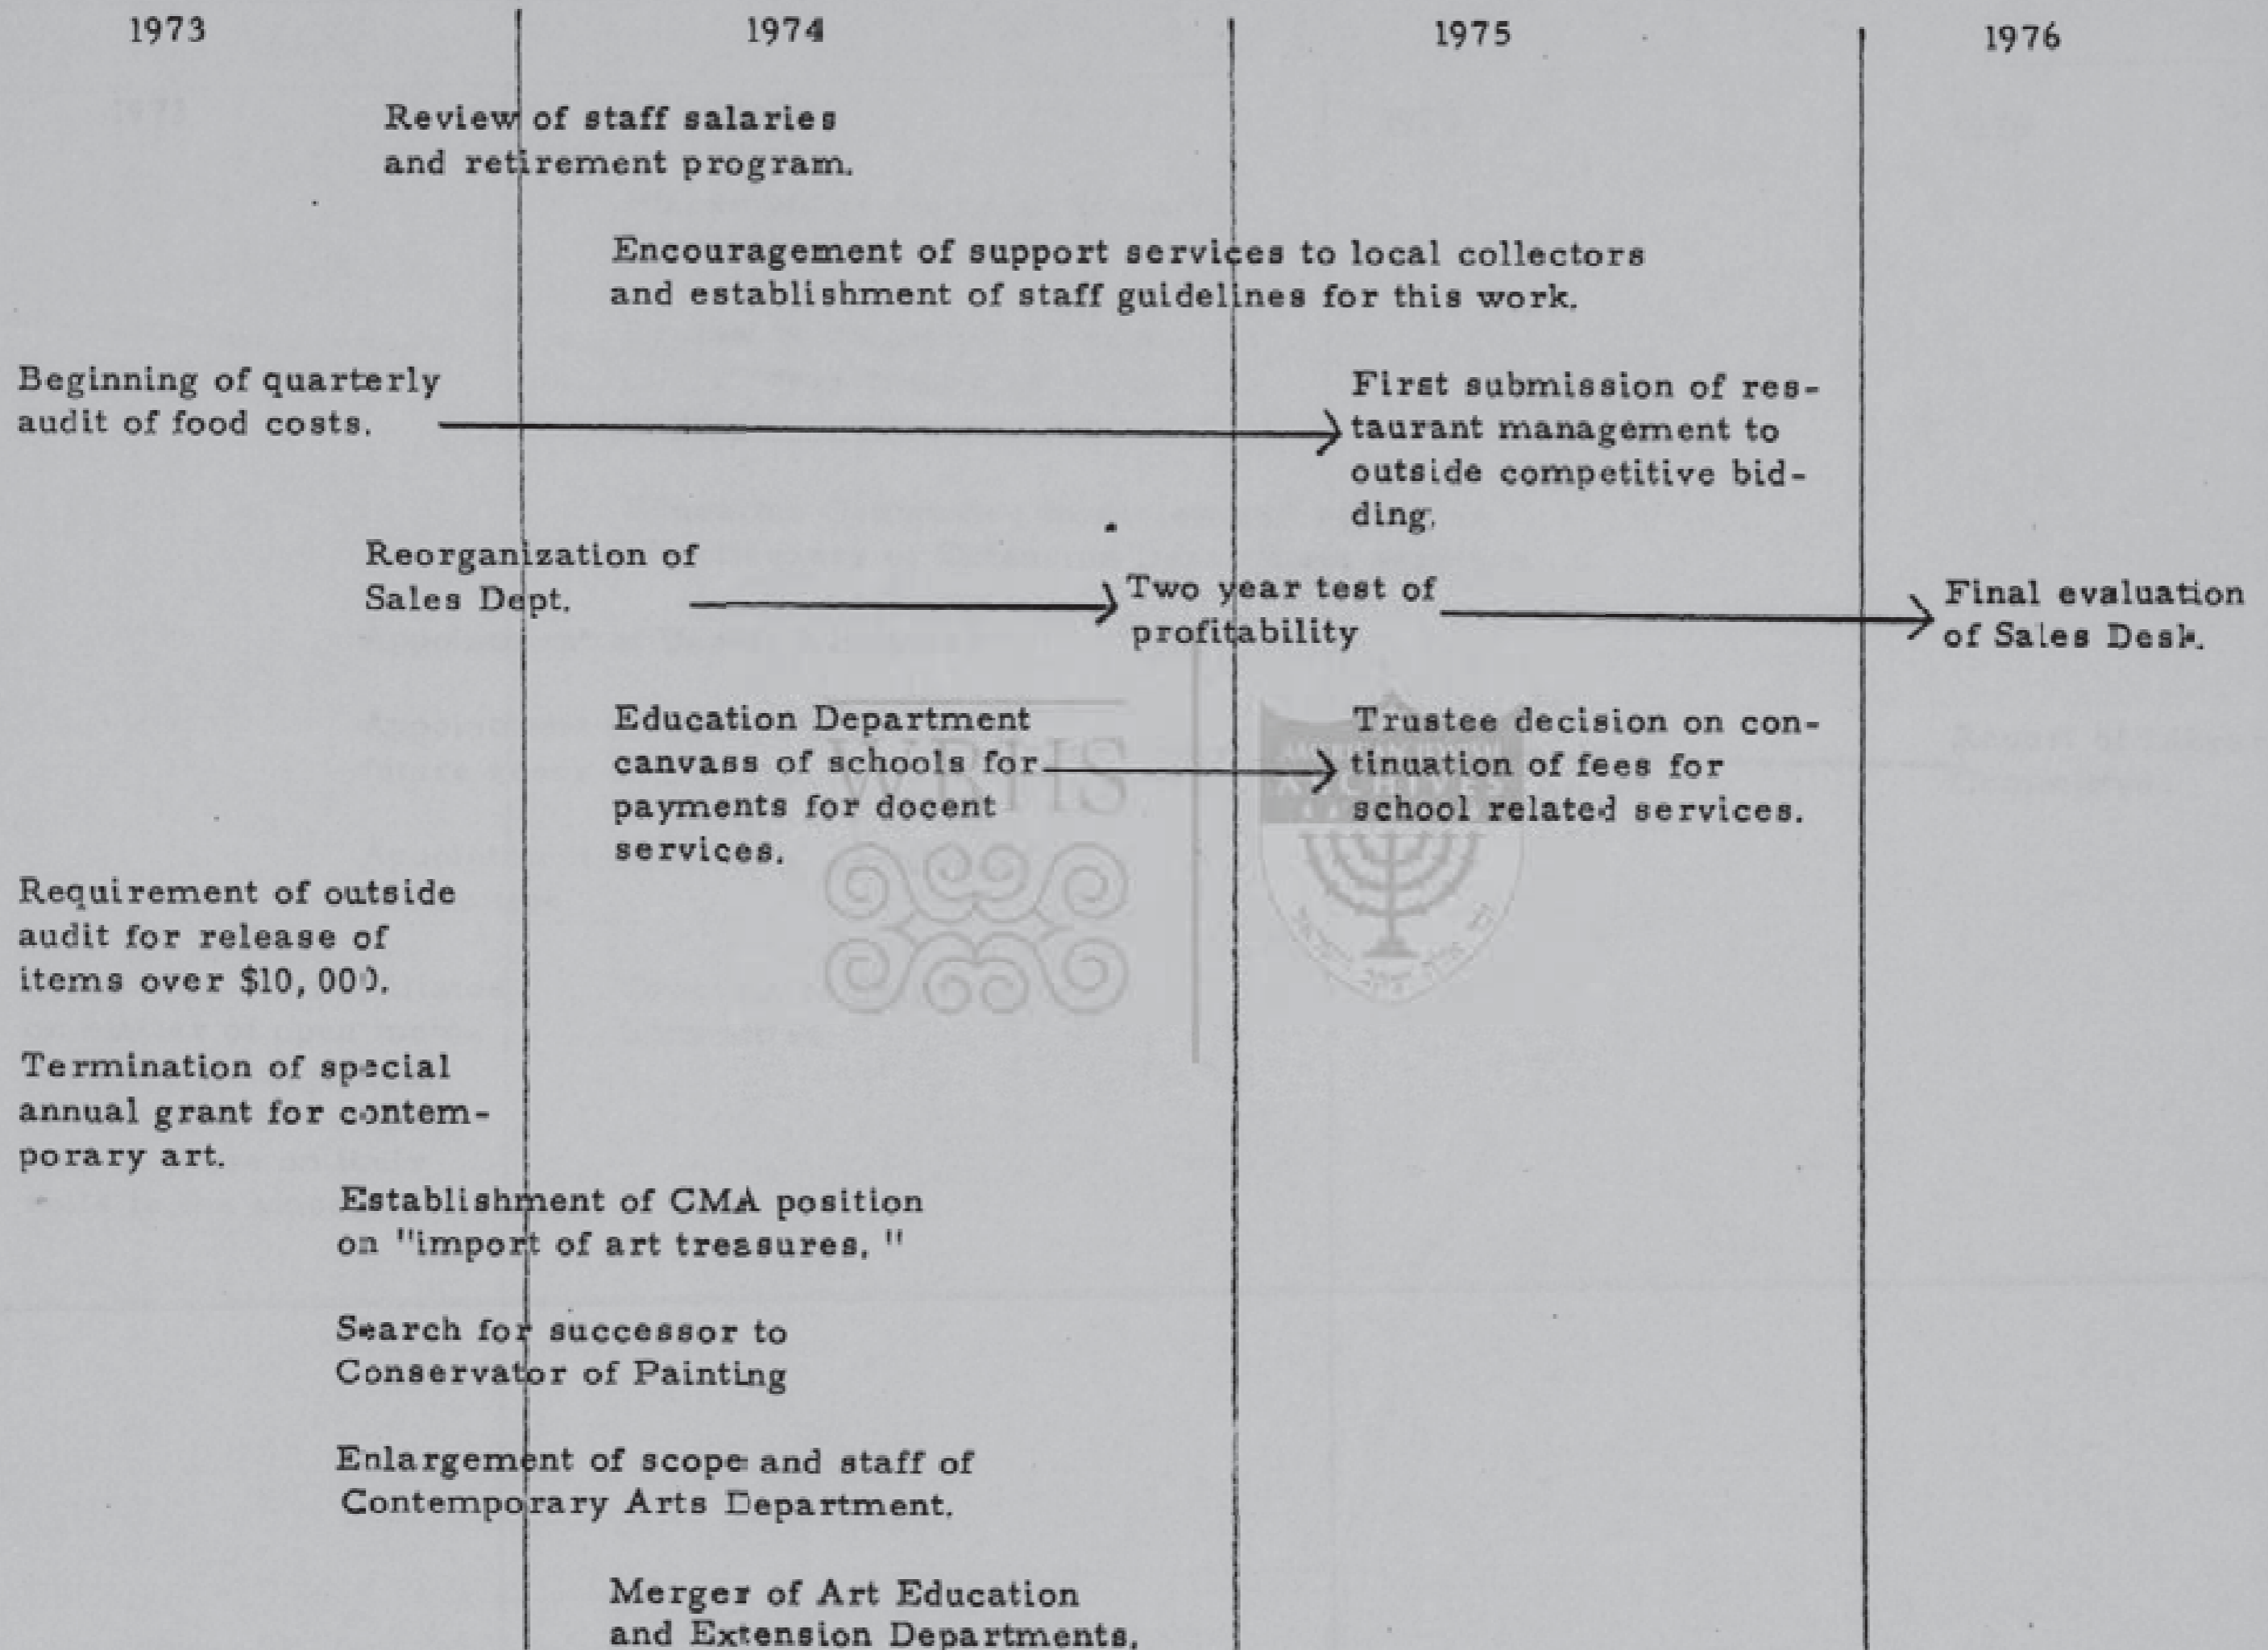 1973 1974 1975 1976
Review of staff salaries
and retirement program.
Encouragement of support services to local collectors
and establishment of staff guidelines for this work.
Beginning of quarterly
audit of food costs.
First submission of res-
taurant management to
outside competitive bid-
ding.
Reorganization of
Sales Dept.
Two year test of
profitability
Final evaluation
of Sales Desk.
Education Department
canvass of schools for
payments for docent
services.
Trustee decision on con-
tinuation of fees for
school related services.
WRHS
AMERICAN JEWISH
ARCHIVES
Requirement of outside
audit for release of
items over $10,000.
Termination of special
annual grant for contem-
porary art.
Establishment of CMA position
on "import of art treasures."
Search for successor to
Conservator of Painting
Enlargement of scope and staff of
Contemporary Arts Department.
Merger of Art Education
and Extension Departments.